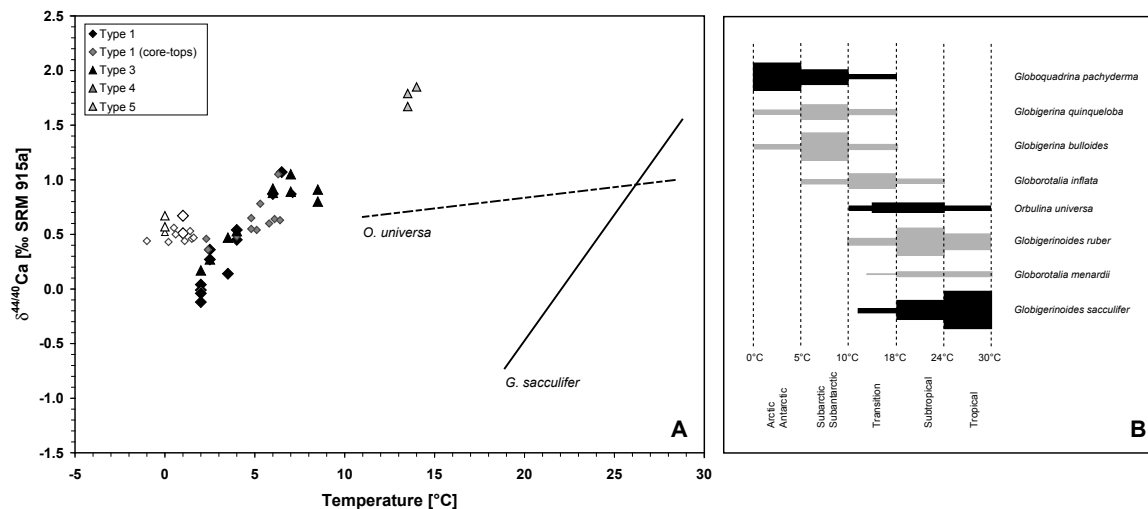 Type 1
Type 1 (core-tops)
Type 3
Type 4
Type 5
2.5
2.0
1.5
1.0
0.5
0.0
-0.5
-1.0
-1.5
δ44/40Ca [‰ SRM 915a]
O. universa
G. sacculifer
A
-5 0 5 10 15 20 25 30
Temperature [°C]
Globoquadrina pachyderma
Globigerina quinqueloba
Globigerina bulloides
Globorotalia inflata
Orbulina universa
Globigerinoides ruber
Globorotalia menardii
Globigerinoides sacculifer
0°C 5°C 10°C 18°C 24°C 30°C
Arctic
Antarctic
Subarctic
Subantarctic
Transition
Subtropical
Tropical
B